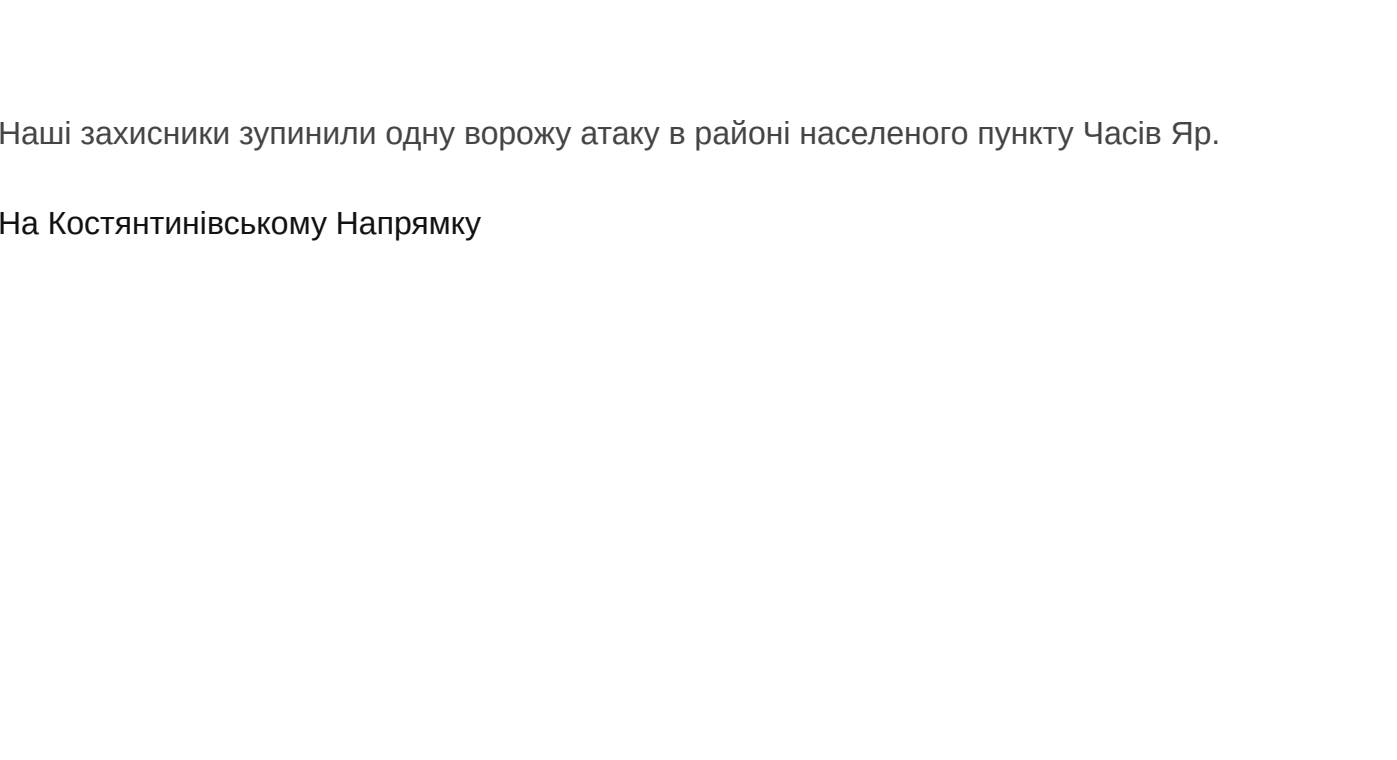 Наші захисники зупинили одну ворожу атаку в районі населеного пункту Часів Яр.
На Костянтинівському Напрямку